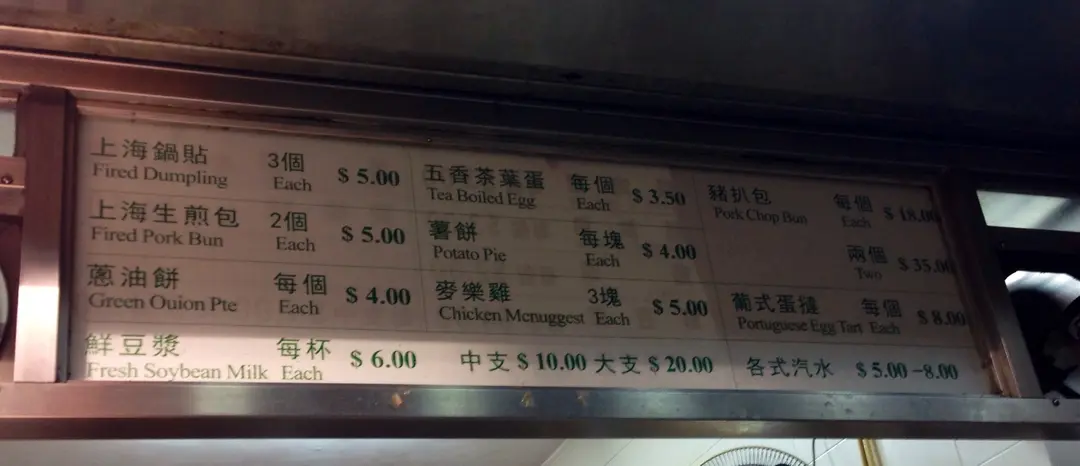 上海鍋貼 3個 $ 5.00
Fired Dumpling Each
上海生煎包 2個 $ 5.00
Fired Pork Bun Each
蔥油餅 每個 $ 4.00
Green Ouion Pte Each
鮮豆漿 每杯 $ 6.00 中支 $ 10.00 大支 $ 20.00
Fresh Soybean Milk Each
五香茶葉蛋 每個 $ 3.50
Tea Boiled Egg Each
薯餅 每塊 $ 4.00
Potato Pie Each
麥樂雞 3塊 $ 5.00
Chicken Mcnuggest Each
豬扒包 每個 $ 18.00
Pork Chop Bun Each
兩個 $ 35.00
Two
葡式蛋撻 每個 $ 8.00
Portuguese Egg Tart Each
各式汽水 $ 5.00 -8.00